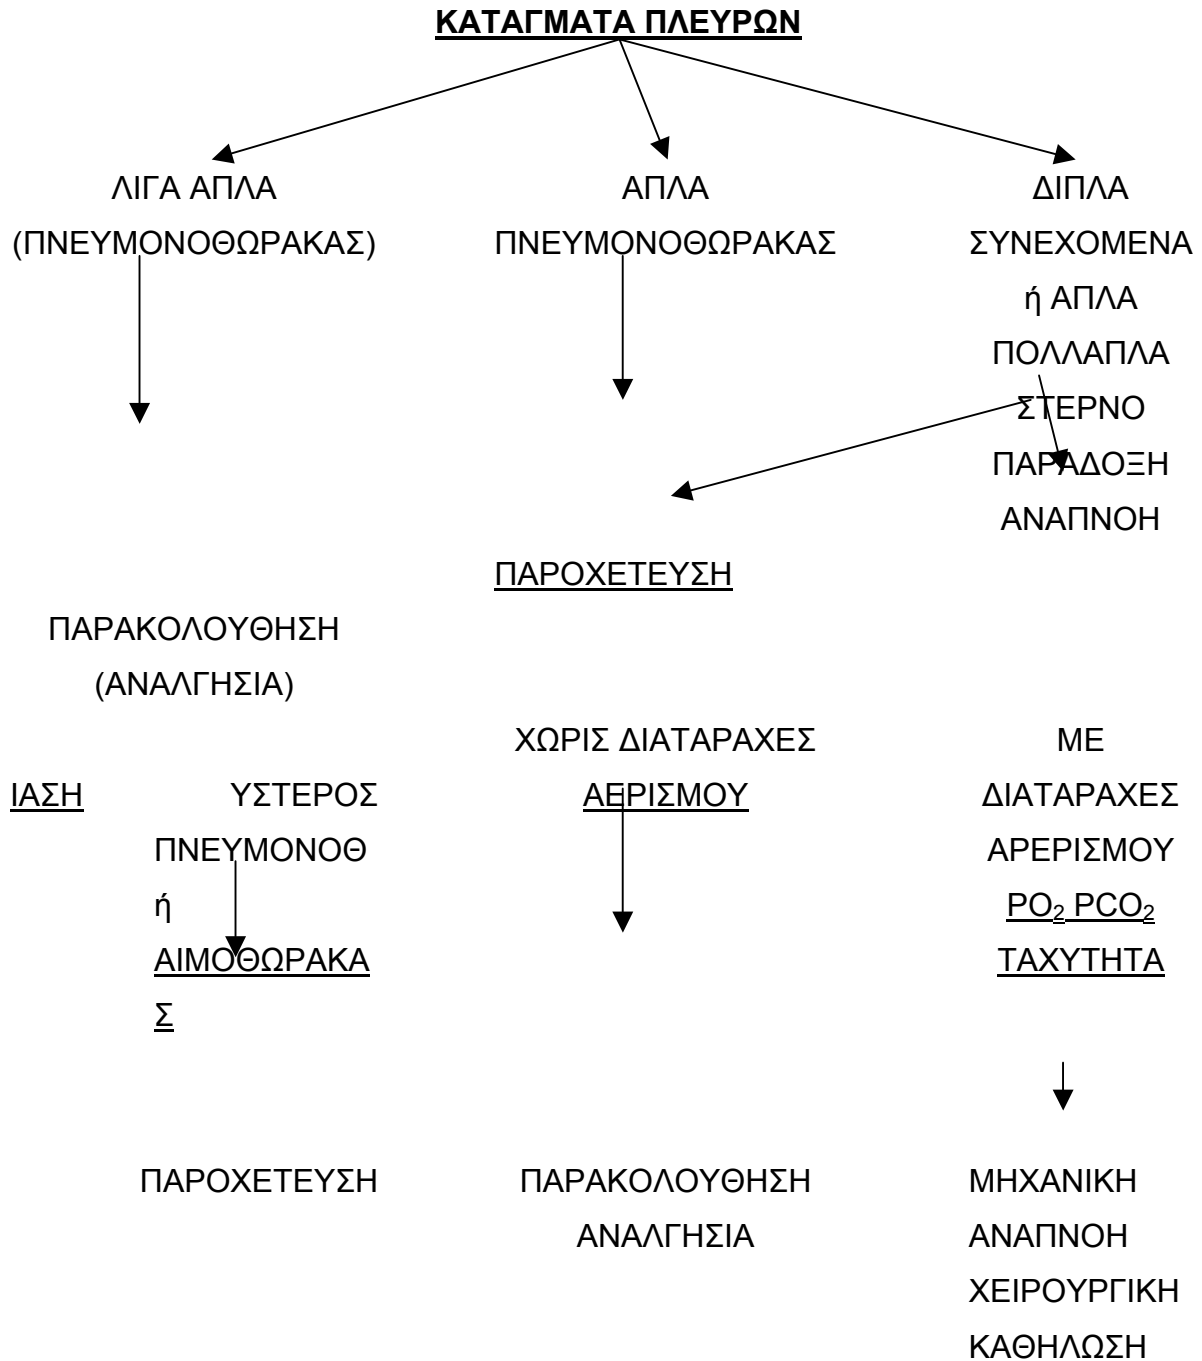 ΚΑΤΑΓΜΑΤΑ ΠΛΕΥΡΩΝ
ΛΙΓΑ ΑΠΛΑ
(ΠΝΕΥΜΟΝΟΘΩΡΑΚΑΣ)
ΑΠΛΑ
ΠΝΕΥΜΟΝΟΘΩΡΑΚΑΣ
ΔΙΠΛΑ
ΣΥΝΕΧΟΜΕΝΑ
ή ΑΠΛΑ
ΠΟΛΛΑΠΛΑ
ΣΤΕΡΝΟ
ΠΑΡΑΔΟΞΗ
ΑΝΑΠΝΟΗ
ΠΑΡΟΧΕΤΕΥΣΗ
ΠΑΡΑΚΟΛΟΥΘΗΣΗ
(ΑΝΑΛΓΗΣΙΑ)
ΙΑΣΗ
ΥΣΤΕΡΟΣ
ΠΝΕΥΜΟΝΟΘ
ή
ΑΙΜΟΘΩΡΑΚΑ
Σ
ΧΩΡΙΣ ΔΙΑΤΑΡΑΧΕΣ
ΑΕΡΙΣΜΟΥ
ΜΕ
ΔΙΑΤΑΡΑΧΕΣ
ΑΡΕΡΙΣΜΟΥ
PO₂ PCO₂
ΤΑΧΥΤΗΤΑ
ΠΑΡΟΧΕΤΕΥΣΗ
ΠΑΡΑΚΟΛΟΥΘΗΣΗ
ΑΝΑΛΓΗΣΙΑ
ΜΗΧΑΝΙΚΗ
ΑΝΑΠΝΟΗ
ΧΕΙΡΟΥΡΓΙΚΗ
ΚΑΘΗΛΩΣΗ